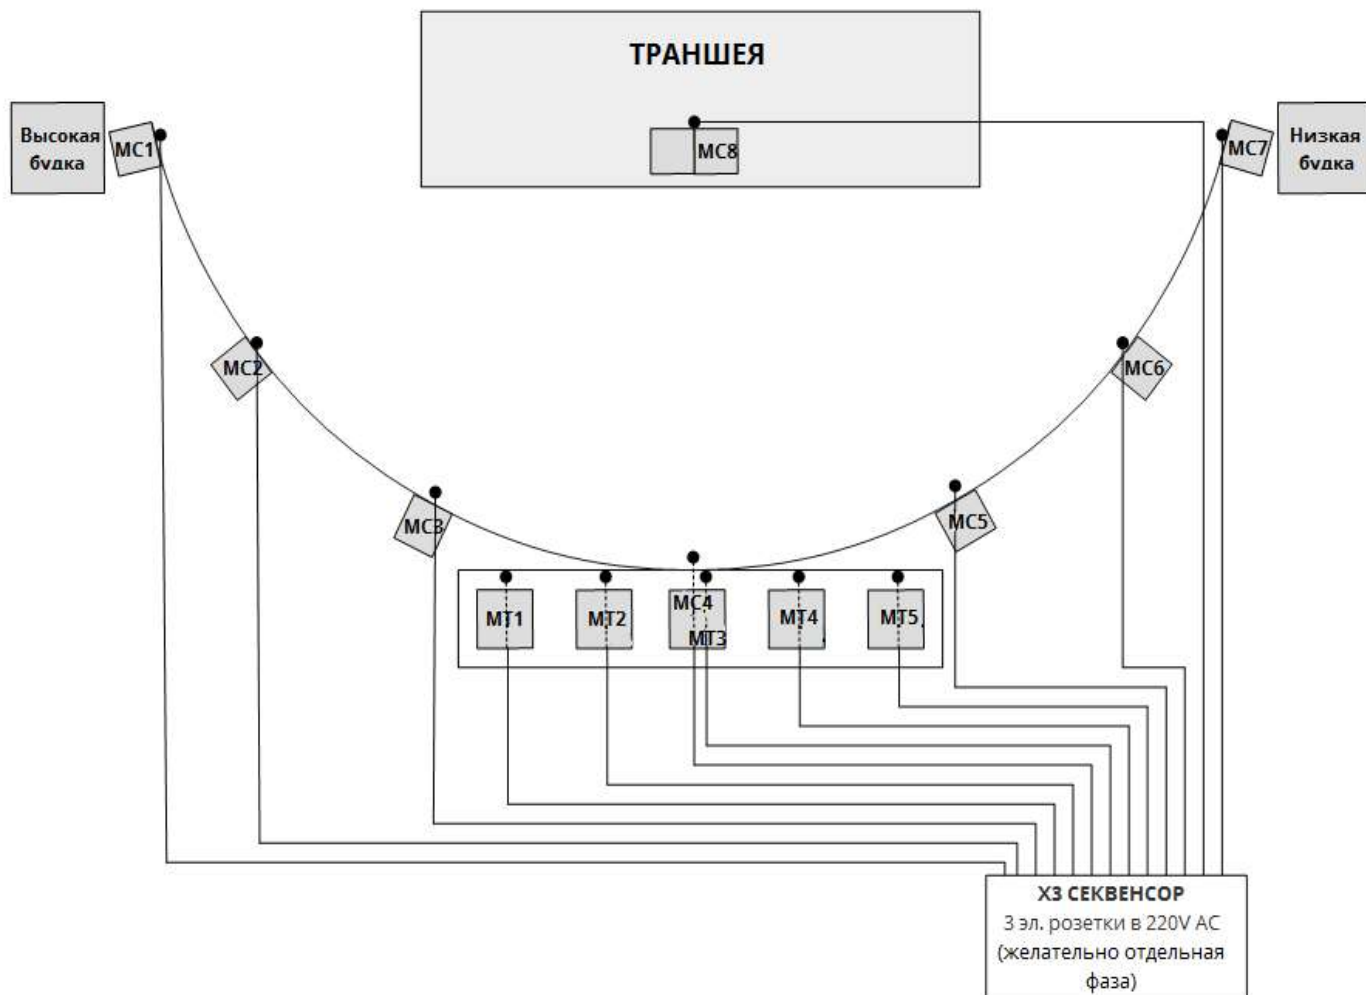 ТРАНШЕЯ
Высокая
будка
МС1
МС8
МС7
Низкая
будка
МС2
МС6
МС3
МС5
МТ1
МТ2
МС4
МТ3
МТ4
МТ5
Х3 СЕКВЕНСОР
3 эл. розетки в 220V AC
(желательно отдельная
фаза)